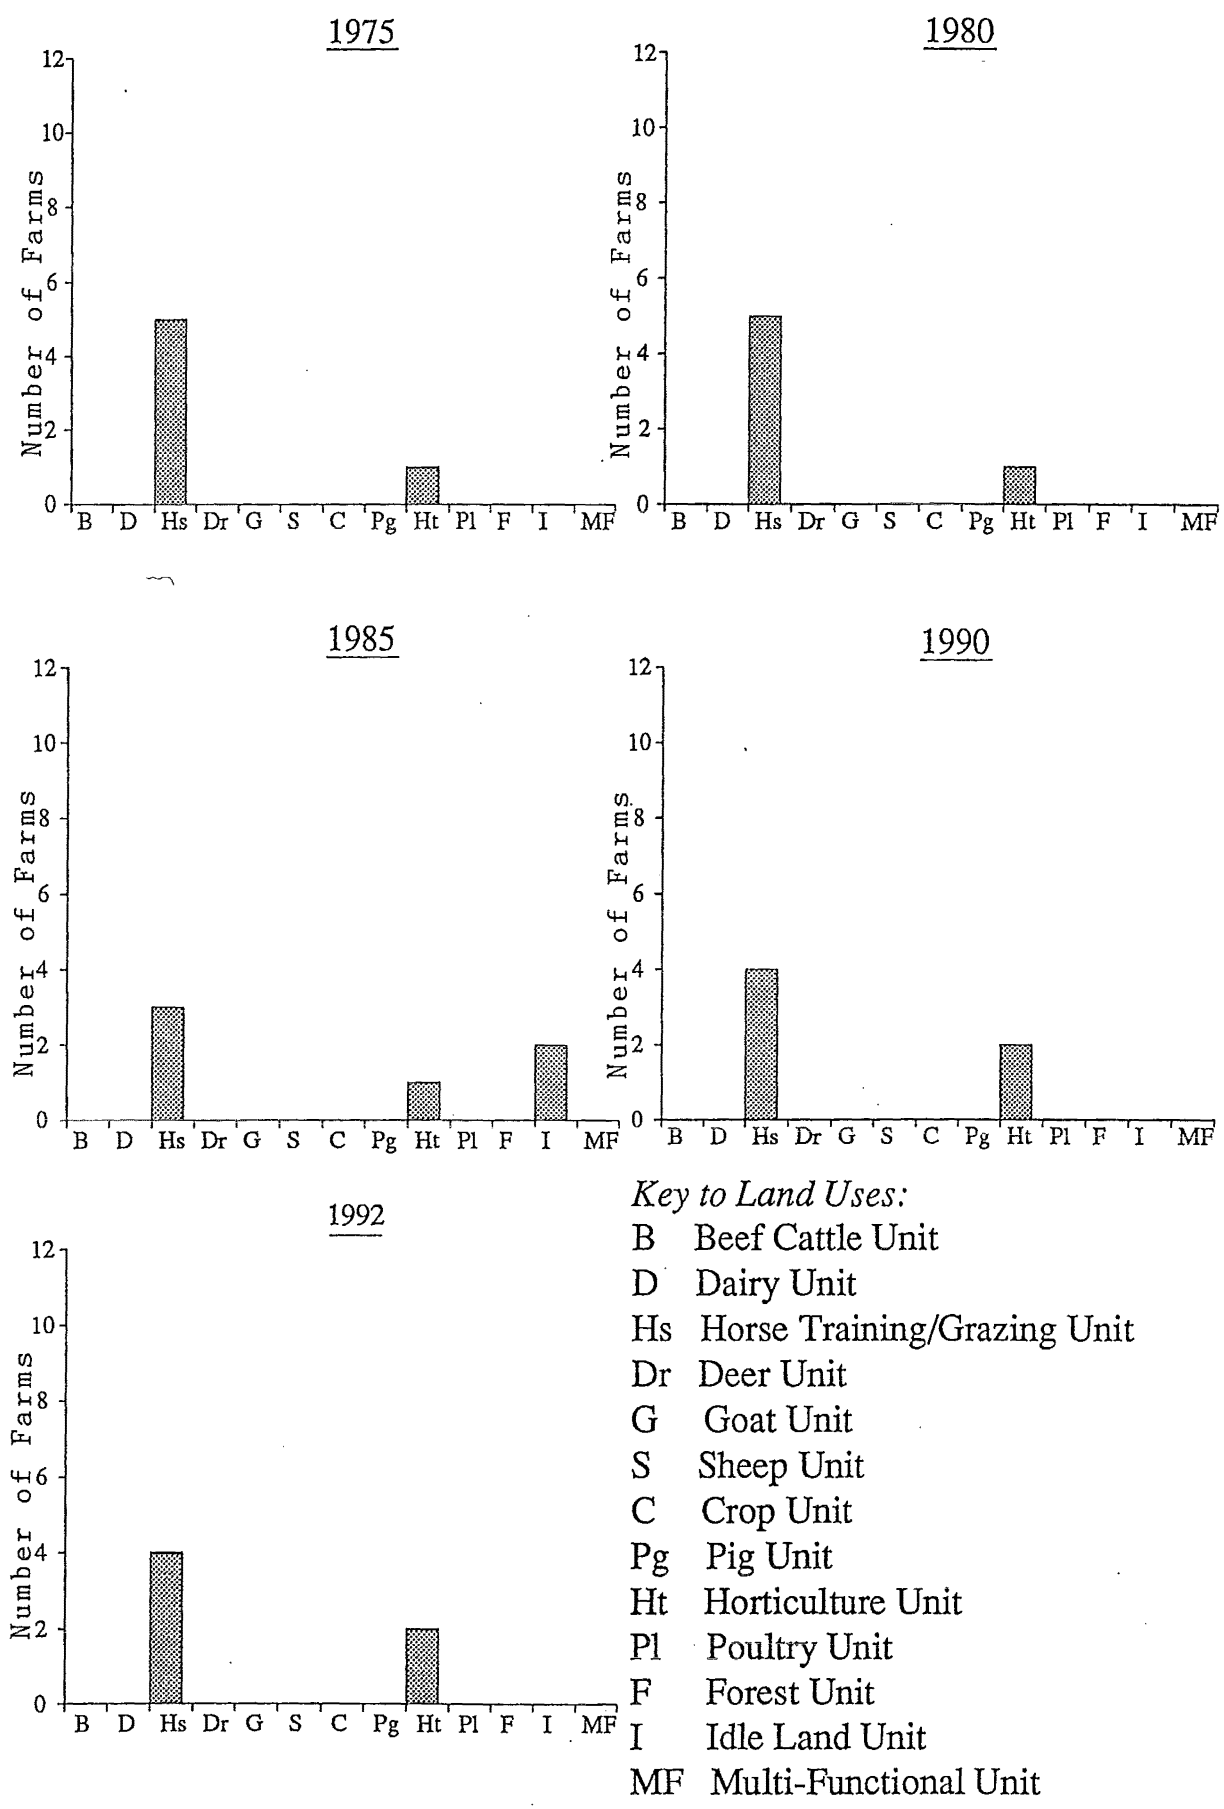 1975
Number of Farms
12
10
8
6
4
2
0
B D Hs Dr G S C Pg Ht Pl F I MF
1980
Number of Farms
12
10
8
6
4
2
0
B D Hs Dr G S C Pg Ht Pl F I MF
1985
Number of Farms
12
10
8
6
4
2
0
B D Hs Dr G S C Pg Ht Pl F I MF
1990
Number of Farms
12
10
8
6
4
2
0
B D Hs Dr G S C Pg Ht Pl F I MF
1992
Number of Farms
12
10
8
6
4
2
0
B D Hs Dr G S C Pg Ht Pl F I MF
Key to Land Uses:
B Beef Cattle Unit
D Dairy Unit
Hs Horse Training/Grazing Unit
Dr Deer Unit
G Goat Unit
S Sheep Unit
C Crop Unit
Pg Pig Unit
Ht Horticulture Unit
Pl Poultry Unit
F Forest Unit
I Idle Land Unit
MF Multi-Functional Unit